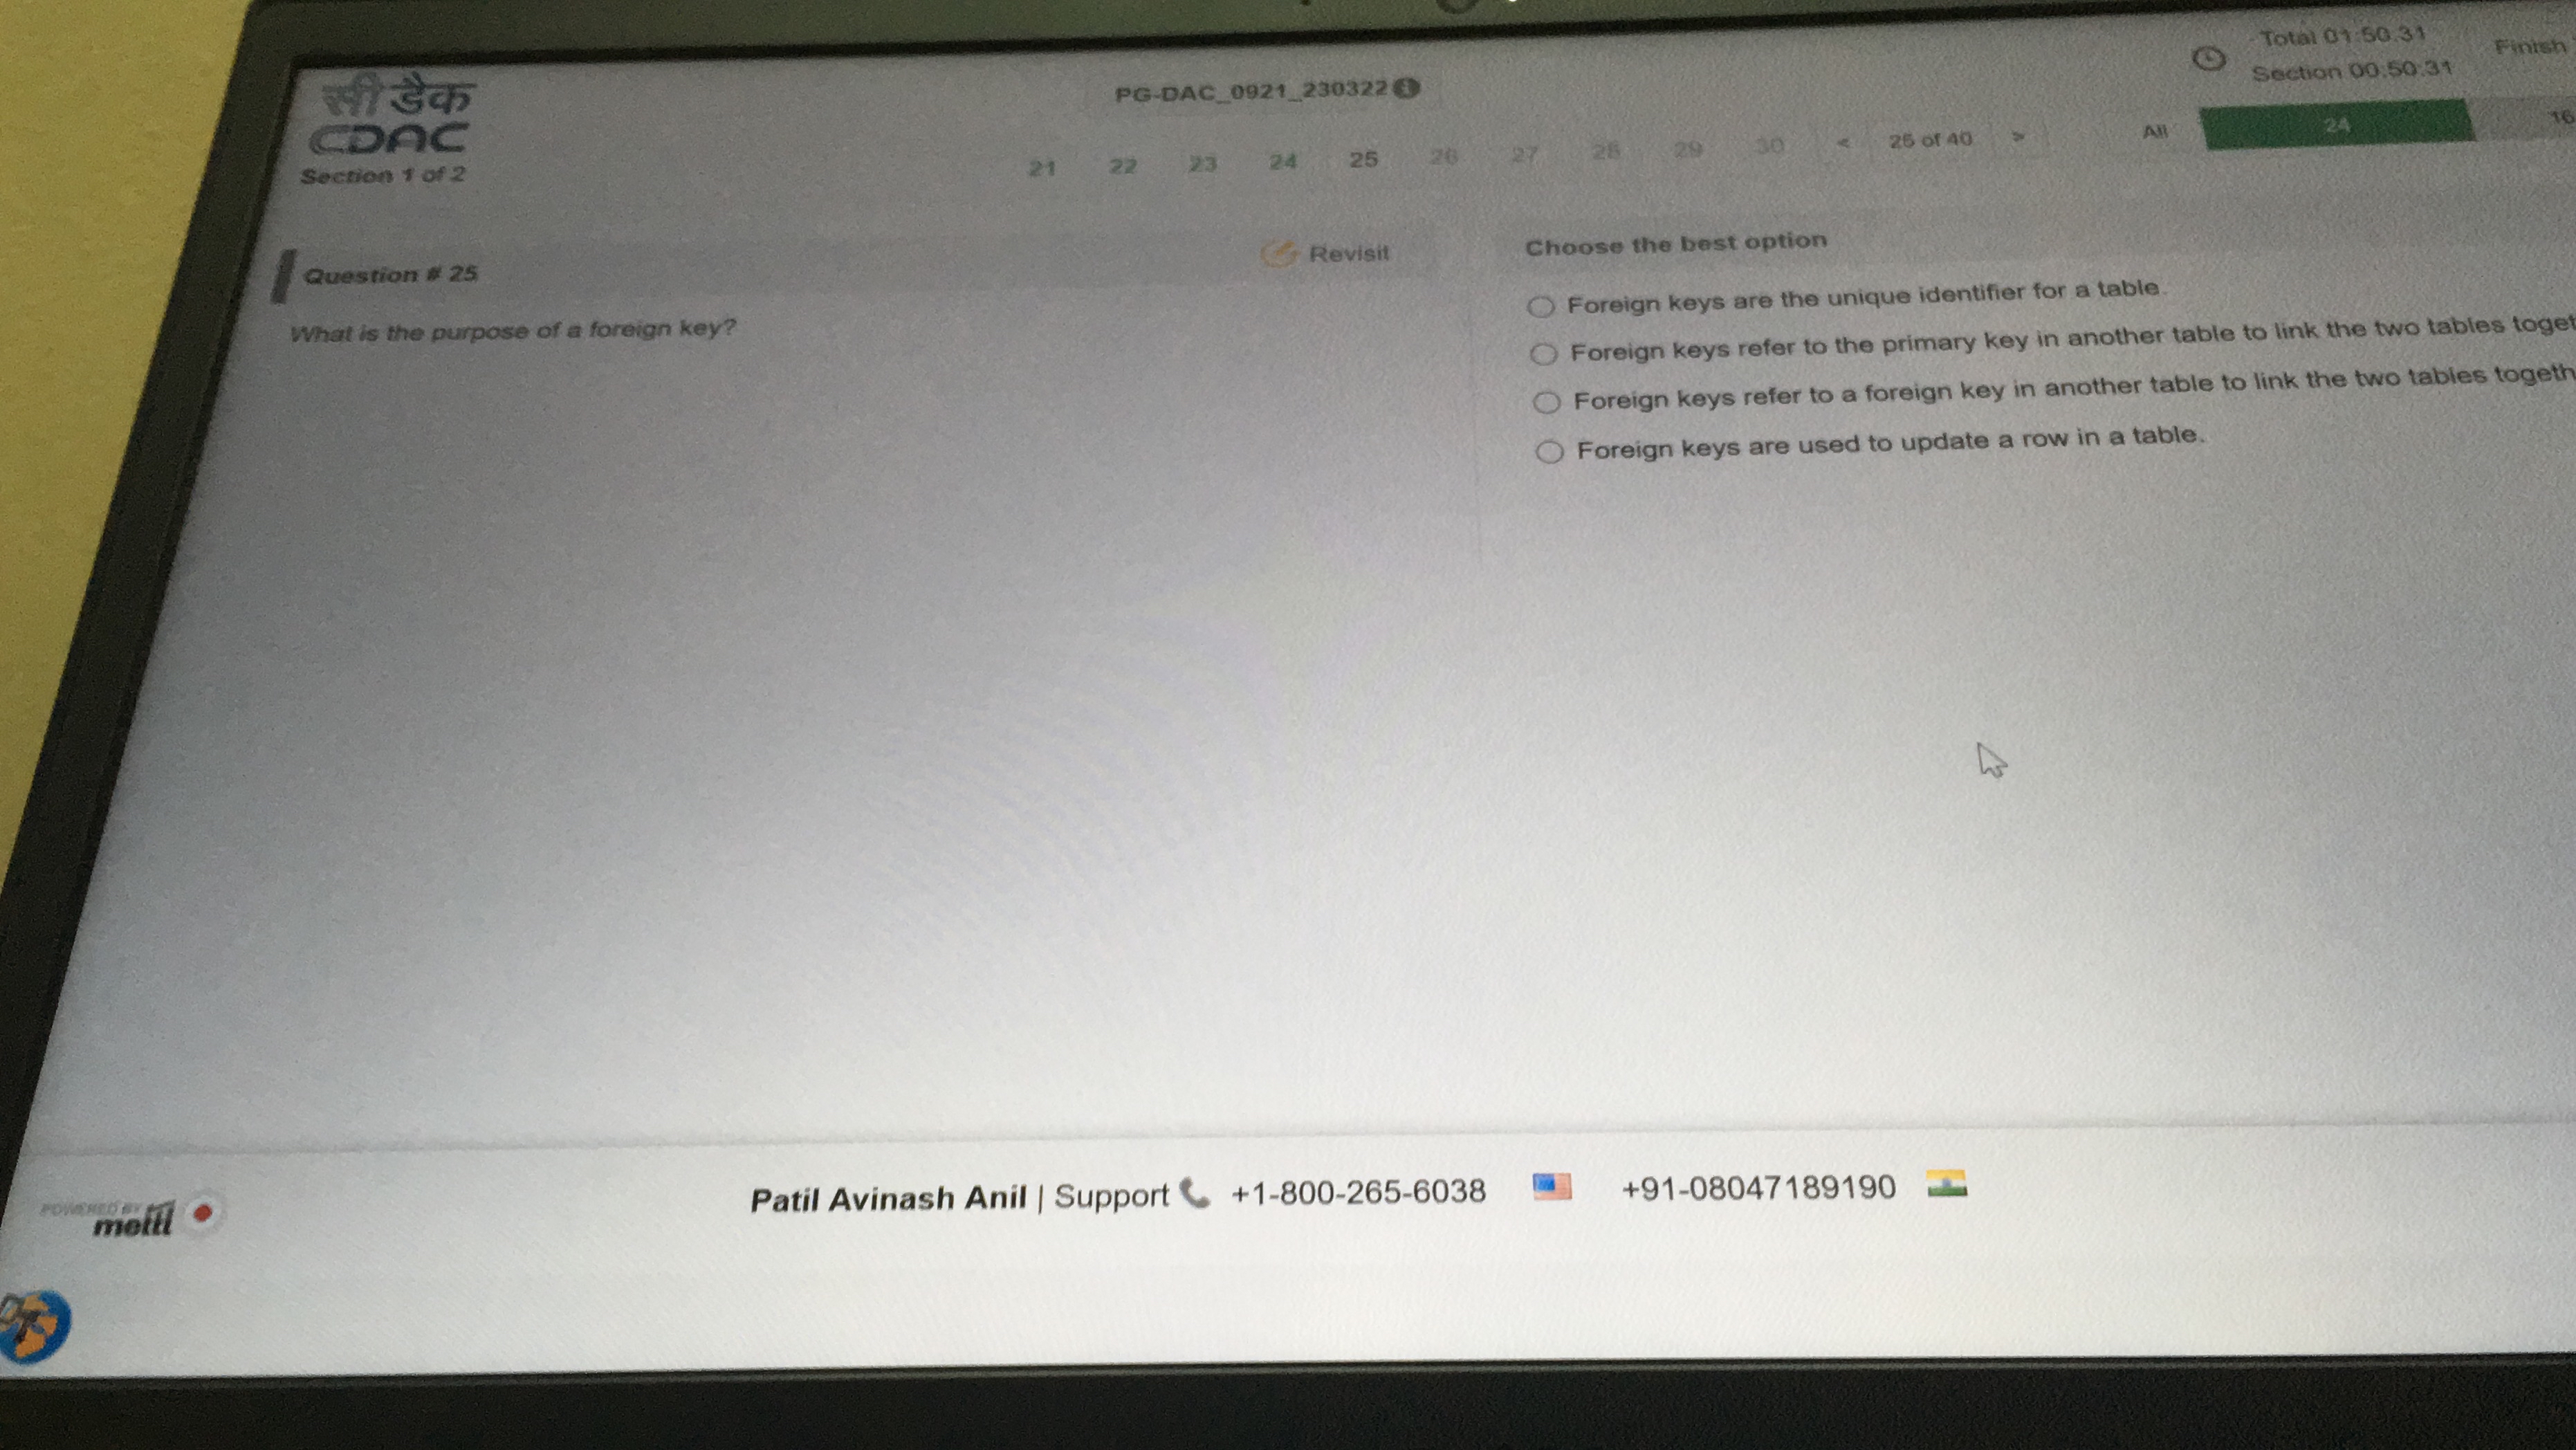 सी डैक
CDAC
Section 1 of 2
PG-DAC_0921_230322
Total 01:50:31
Section 00:50:31
Finish
21 22 23 24 25 26 27 28 29 30 < 25 of 40 >
All 24 16
Question # 25
Revisit
What is the purpose of a foreign key?
Choose the best option
Foreign keys are the unique identifier for a table.
Foreign keys refer to the primary key in another table to link the two tables toget
Foreign keys refer to a foreign key in another table to link the two tables togeth
Foreign keys are used to update a row in a table.
POWERED BY
mettl
Patil Avinash Anil | Support +1-800-265-6038 +91-08047189190